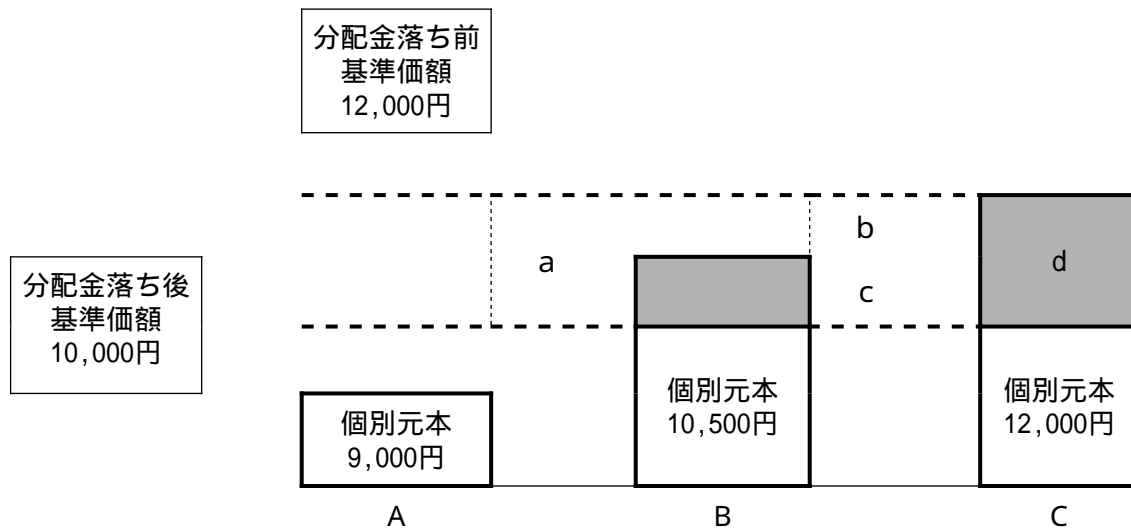 分配金落ち前
基準価額
12,000円
分配金落ち後
基準価額
10,000円
a
b
c
d
個別元本
9,000円
個別元本
10,500円
個別元本
12,000円
A
B
C